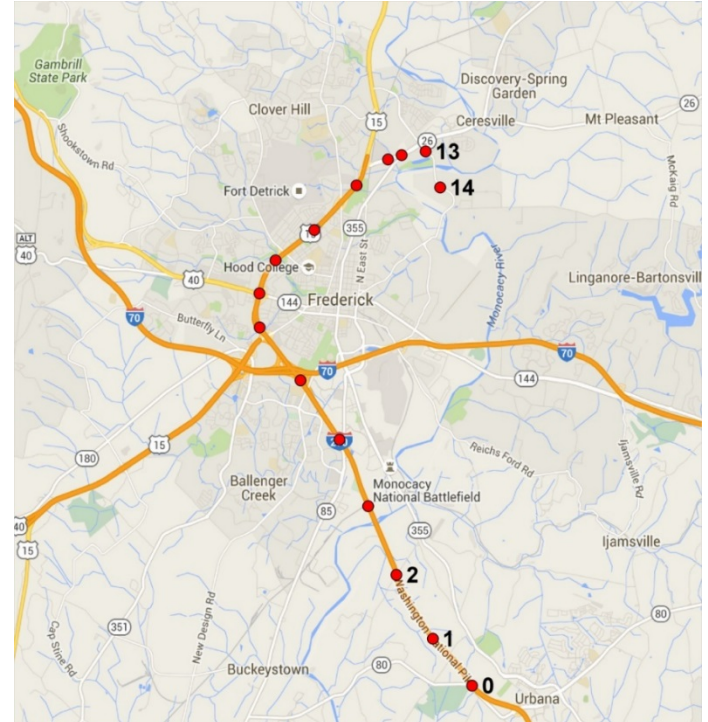 Gambrill
State Park
Discovery-Spring
Garden
26
Clover Hill
15
Ceresville
Mt Pleasant
Shookstown Rd
26
13
McKaig Rd
Fort Detrick
14
355
ALT
40
15
N East St
Hood College
40
Monocacy River
Linganore-Bartonsvill
144
Frederick
70
Butterfly Ln
70
70
144
15
180
Reichs Ford Rd
Ijamsville Rd
Ballenger
Creek
Monocacy
National Battlefield
40
85
15
355
Ijamsville
2
Washington National Pike
80
351
New Design Rd
1
Cap Stine Rd
Buckeystown
80
0
Urbana